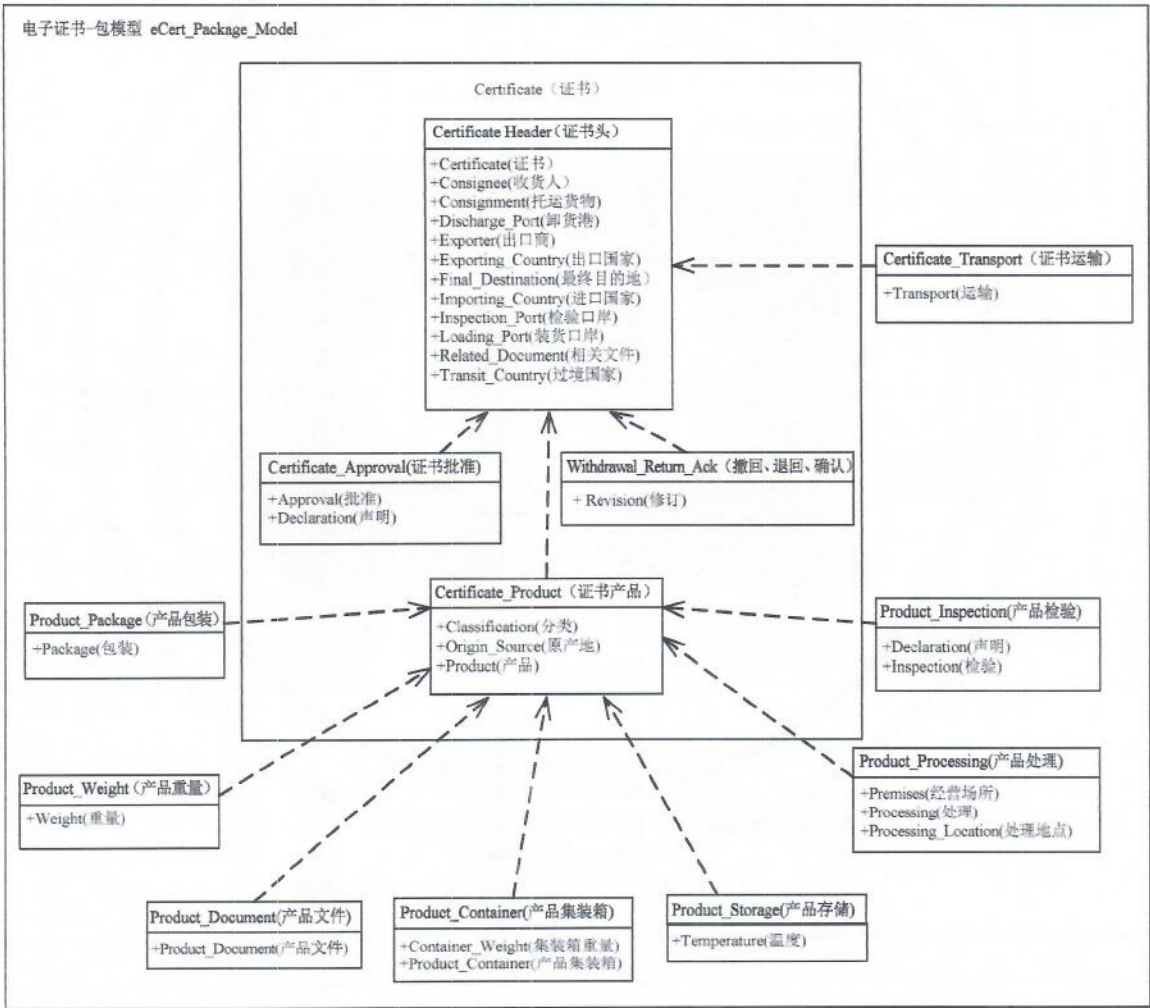 电子证书-包模型 eCert_Package_Model
Certificate（证书）
Certificate Header（证书头）
+Certificate(证书）
+Consignee(收货人）
+Consignment(托运货物)
+Discharge_Port(卸货港)
+Exporter(出口商)
+Exporting_Country(出口国家)
+Final_Destination(最终目的地）
+Importing_Country(进口国家)
+Inspection_Port(检验口岸)
+Loading_Port(装货口岸)
+Related_Document(相关文件)
+Transit_Country(过境国家)
Certificate_Transport（证书运输）
+Transport(运输)
Certificate_Approval(证书批准)
+Approval(批准)
+Declaration(声明)
Withdrawal_Return_Ack（撤回、退回、确认）
+ Revision(修订)
Certificate_Product（证书产品）
+Classification(分类)
+Origin_Source(原产地)
+Product(产品)
Product_Package（产品包装）
+Package(包装)
Product_Inspection(产品检验)
+Declaration(声明)
+Inspection(检验)
Product_Weight（产品重量）
+Weight(重量)
Product_Processing(产品处理)
+Premises(经营场所)
+Processing(处理)
+Processing_Location(处理地点)
Product_Document(产品文件)
+Product_Document(产品文件)
Product_Container(产品集装箱)
+Container_Weight(集装箱重量)
+Product_Container(产品集装箱)
Product_Storage(产品存储)
+Temperature(温度)